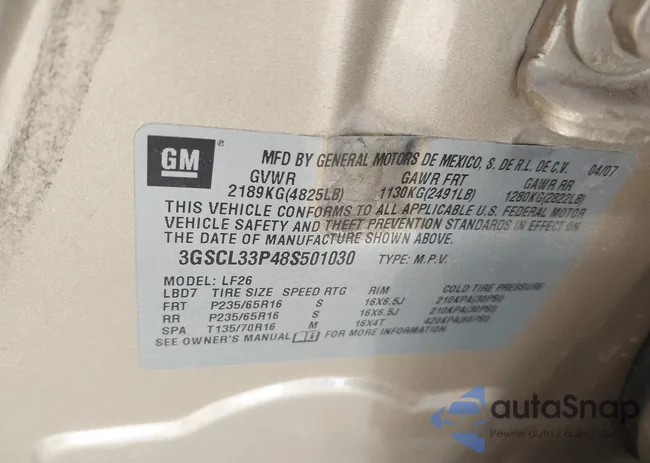 GM
MFD BY GENERAL MOTORS DE MEXICO, S. DE R.L. DE C.V. 04/07
GVWR GAWR FRT GAWR RR
2189KG(4825LB) 1130KG(2491LB) 1280KG(2822LB)
THIS VEHICLE CONFORMS TO ALL APPLICABLE U.S. FEDERAL MOTOR
VEHICLE SAFETY AND THEFT PREVENTION STANDARDS IN EFFECT ON
THE DATE OF MANUFACTURE SHOWN ABOVE.
3GSCL33P48S501030 TYPE: M.P.V.
MODEL: LF26
LBD7 TIRE SIZE SPEED RTG RIM COLD TIRE PRESSURE
FRT P235/65R16 S 16X6.5J 210KPA(30PSI)
RR P235/65R16 S 16X6.5J 210KPA(30PSI)
SPA T135/70R16 M 16X4T 420KPA(60PSI)
SEE OWNER'S MANUAL FOR MORE INFORMATION
autoSnap
Pewne auto z aukcji